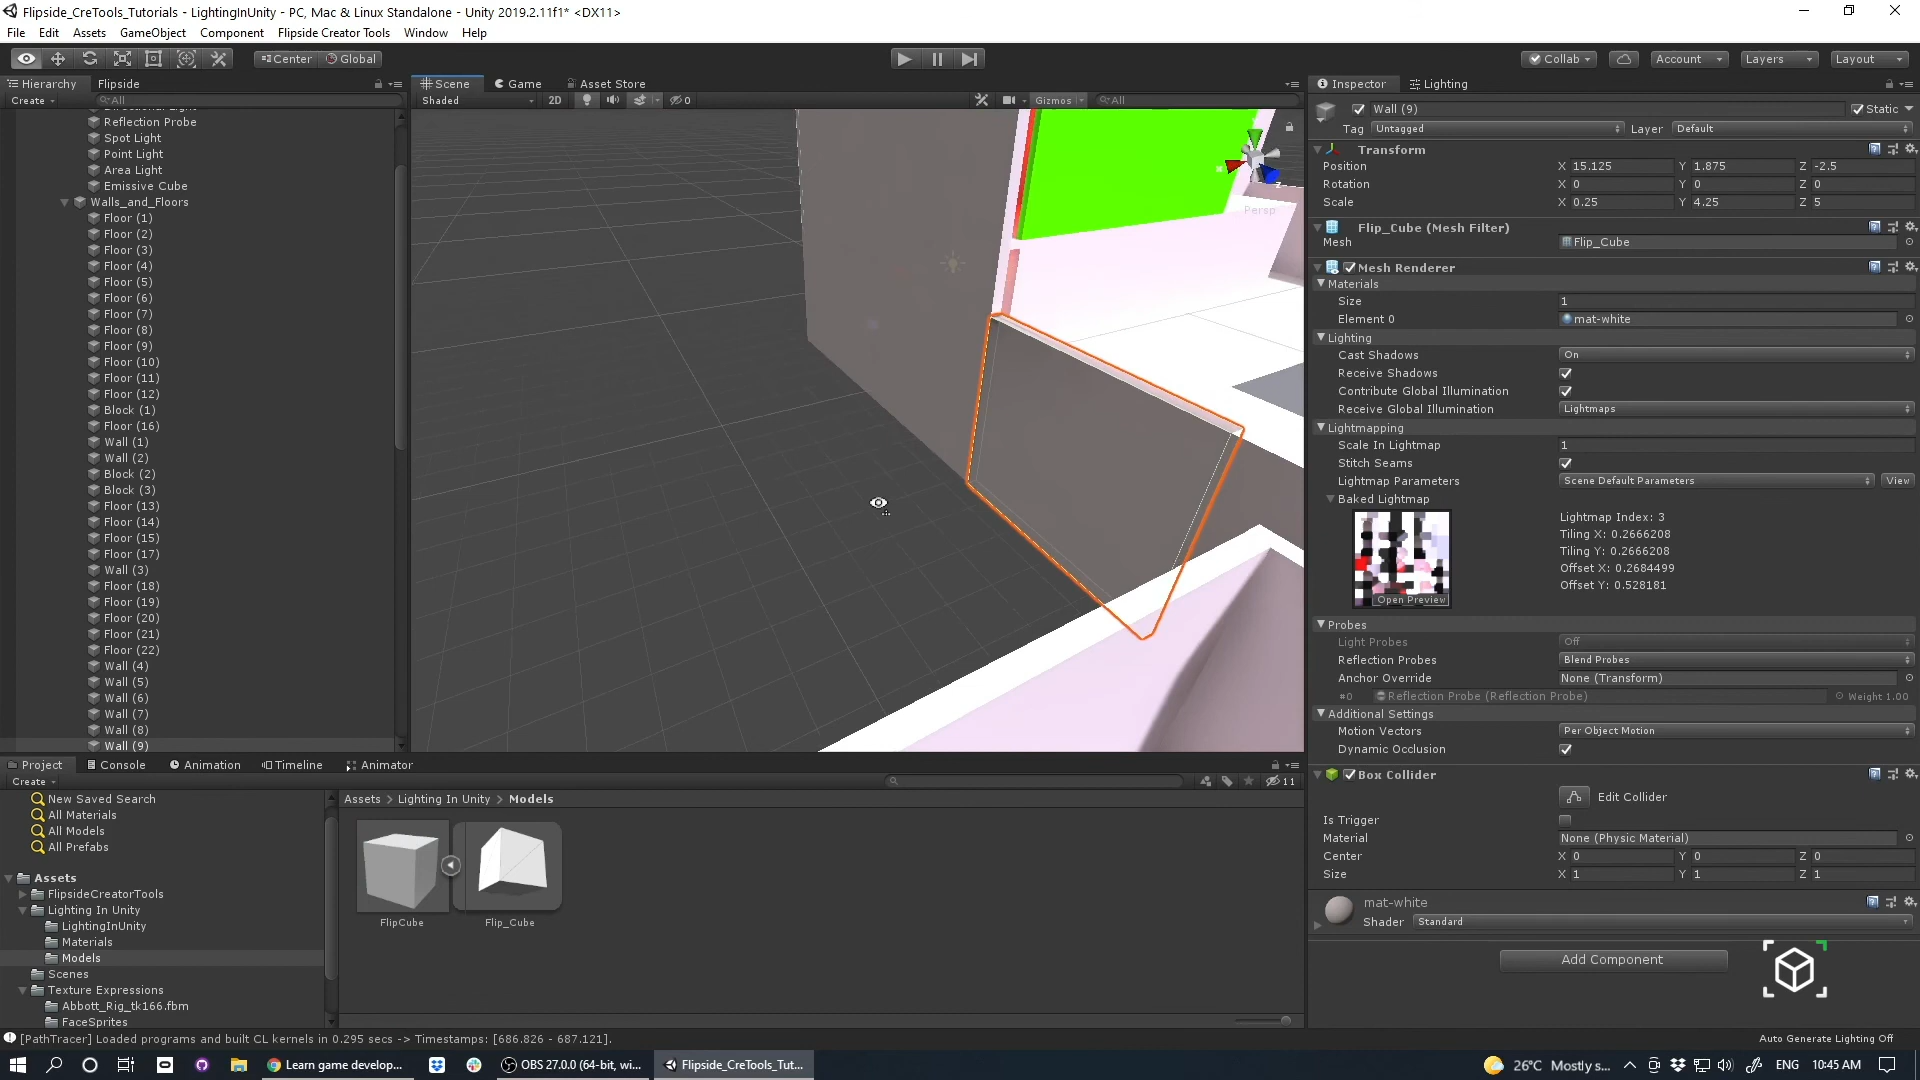 Flipside_CreTools_Tutorials - LightingInUnity - PC, Mac & Linux Standalone - Unity 2019.2.11f1* <DX11>
File Edit Assets GameObject Component Flipside Creator Tools Window Help
Center Global Collab Account Layers Layout
Hierarchy Flipside
Create All
Directional Light
Reflection Probe
Spot Light
Point Light
Area Light
Emissive Cube
Walls_and_Floors
Floor (1)
Floor (2)
Floor (3)
Floor (4)
Floor (5)
Floor (6)
Floor (7)
Floor (8)
Floor (9)
Floor (10)
Floor (11)
Floor (12)
Block (1)
Floor (16)
Wall (1)
Wall (2)
Block (2)
Block (3)
Floor (13)
Floor (14)
Floor (15)
Floor (17)
Wall (3)
Floor (18)
Floor (19)
Floor (20)
Floor (21)
Floor (22)
Wall (4)
Wall (5)
Wall (6)
Wall (7)
Wall (8)
Wall (9)
Scene Game Asset Store
Shaded 2D 0 Gizmos All
z
Persp
Inspector Lighting
Wall (9) Static
Tag Untagged Layer Default
Transform
Position X 15.125 Y 1.875 Z -2.5
Rotation X 0 Y 0 Z 0
Scale X 0.25 Y 4.25 Z 5
Flip_Cube (Mesh Filter)
Mesh Flip_Cube
Mesh Renderer
Materials
Size 1
Element 0 mat-white
Lighting
Cast Shadows On
Receive Shadows
Contribute Global Illumination
Receive Global Illumination Lightmaps
Lightmapping
Scale In Lightmap 1
Stitch Seams
Lightmap Parameters Scene Default Parameters View
Baked Lightmap
Lightmap Index: 3
Tiling X: 0.2666208
Tiling Y: 0.2666208
Offset X: 0.2684499
Offset Y: 0.528181
Open Preview
Probes
Light Probes Off
Reflection Probes Blend Probes
Anchor Override None (Transform)
#0 Reflection Probe (Reflection Probe) Weight 1.00
Additional Settings
Motion Vectors Per Object Motion
Dynamic Occlusion
Box Collider
Edit Collider
Is Trigger
Material None (Physic Material)
Center X 0 Y 0 Z 0
Size X 1 Y 1 Z 1
mat-white
Shader Standard
Add Component
Project Console Animation Timeline Animator
Create 11
New Saved Search
All Materials
All Models
All Prefabs
Assets
FlipsideCreatorTools
Lighting In Unity
LightingInUnity
Materials
Models
Scenes
Texture Expressions
Abbott_Rig_tk166.fbm
FaceSprites
Assets > Lighting In Unity > Models
FlipCube Flip_Cube
[PathTracer] Loaded programs and built CL kernels in 0.295 secs -> Timestamps: [686.826 - 687.121].
Auto Generate Lighting Off
Learn game develop... OBS 27.0.0 (64-bit, wi... Flipside_CreTools_Tut... 26°C Mostly s... ENG 10:45 AM